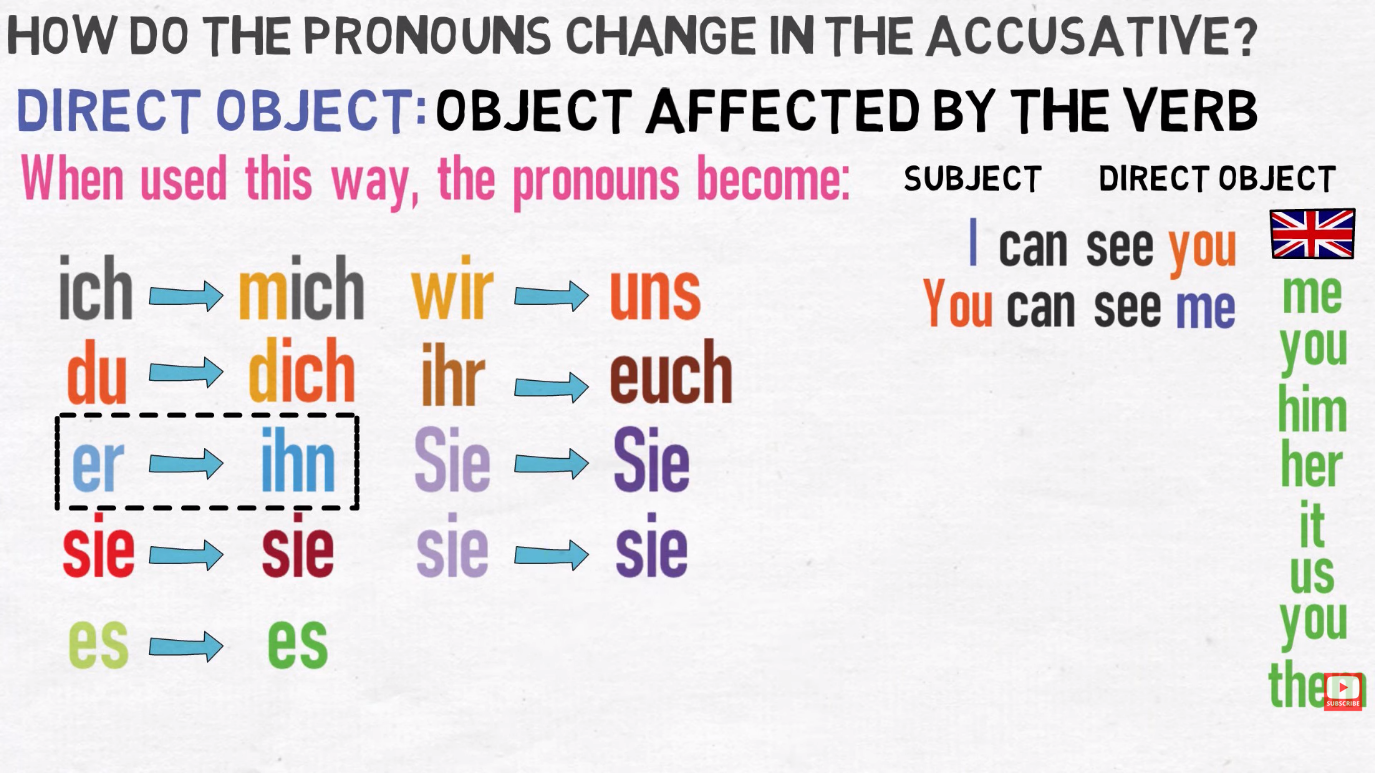 HOW DO THE PRONOUNS CHANGE IN THE ACCUSATIVE?
DIRECT OBJECT: OBJECT AFFECTED BY THE VERB
When used this way, the pronouns become:
ich mich
du dich
er ihn
sie sie
es es
wir uns
ihr euch
Sie Sie
sie sie
SUBJECT DIRECT OBJECT
I can see you
You can see me
me
you
him
her
it
us
you
them
SUBSCRIBE